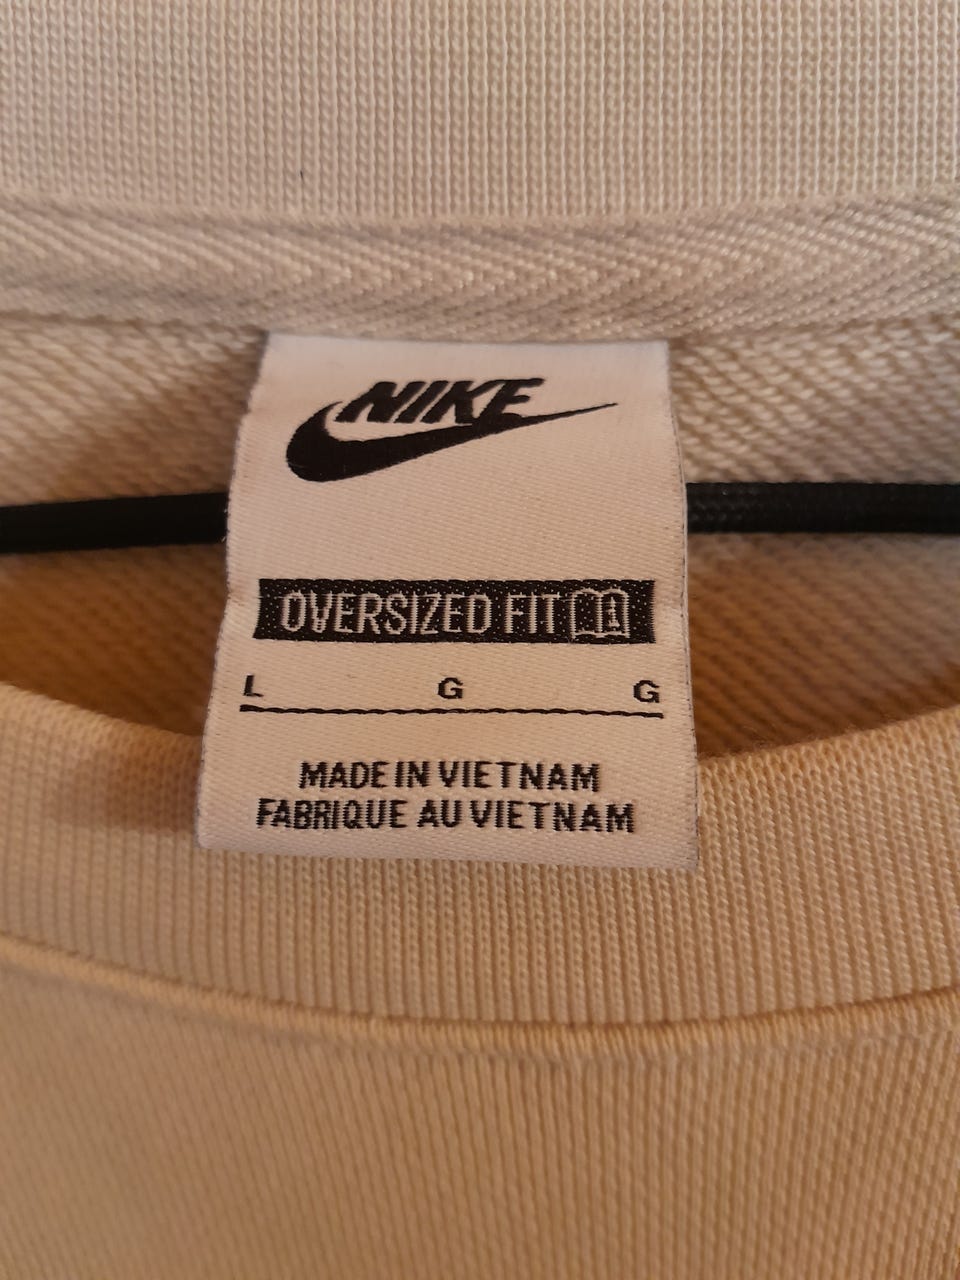 NIKE
OVERSIZED FIT
L G G
MADE IN VIETNAM
FABRIQUE AU VIETNAM